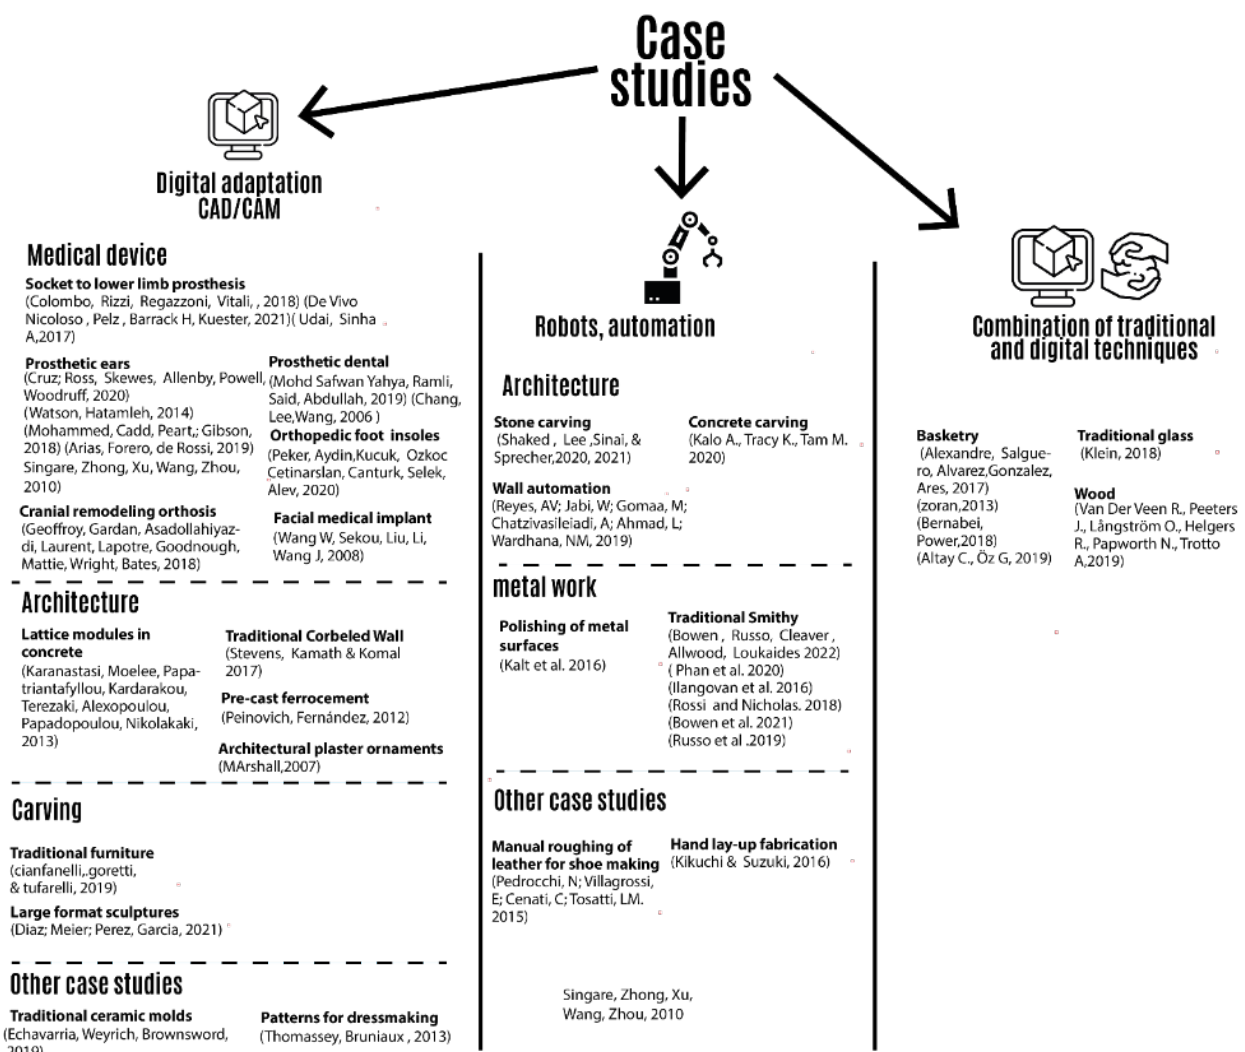 Case
studies
Digital adaptation
CAD/CAM
Medical device
Socket to lower limb prosthesis
(Colombo, Rizzi, Regazzoni, Vitali, , 2018) (De Vivo
Nicoloso , Pelz , Barrack H, Kuester, 2021)( Udai, Sinha
A,2017)
Prosthetic ears
(Cruz; Ross, Skewes, Allenby, Powell,
Woodruff, 2020)
(Watson, Hatamleh, 2014)
(Mohammed, Cadd, Peart,; Gibson,
2018) (Arias, Forero, de Rossi, 2019)
Singare, Zhong, Xu, Wang, Zhou,
2010)
Prosthetic dental
(Mohd Safwan Yahya, Ramli,
Said, Abdullah, 2019) (Chang,
Lee,Wang, 2006 )
Orthopedic foot insoles
(Peker, Aydin,Kucuk, Ozkoc
Cetinarslan, Canturk, Selek,
Alev, 2020)
Cranial remodeling orthosis
(Geoffroy, Gardan, Asadollahiyaz-
di, Laurent, Lapotre, Goodnough,
Mattie, Wright, Bates, 2018)
Facial medical implant
(Wang W, Sekou, Liu, Li,
Wang J, 2008)
Architecture
Lattice modules in
concrete
(Karanastasi, Moelee, Papa-
triantafyllou, Kardarakou,
Terezaki, Alexopoulou,
Papadopoulou, Nikolakaki,
2013)
Traditional Corbeled Wall
(Stevens, Kamath & Komal
2017)
Pre-cast ferrocement
(Peinovich, Fernández, 2012)
Architectural plaster ornaments
(MArshall,2007)
Carving
Traditional furniture
(cianfanelli,.goretti,
& tufarelli, 2019)
Large format sculptures
(Diaz; Meier; Perez, Garcia, 2021)
Other case studies
Traditional ceramic molds
(Echavarria, Weyrich, Brownsword,
2019)
Patterns for dressmaking
(Thomassey, Bruniaux , 2013)
Robots, automation
Architecture
Stone carving
(Shaked , Lee ,Sinai, &
Sprecher,2020, 2021)
Concrete carving
(Kalo A., Tracy K., Tam M.
2020)
Wall automation
(Reyes, AV; Jabi, W; Gomaa, M;
Chatzivasileiadi, A; Ahmad, L;
Wardhana, NM, 2019)
metal work
Polishing of metal
surfaces
(Kalt et al. 2016)
Traditional Smithy
(Bowen , Russo, Cleaver ,
Allwood, Loukaides 2022)
( Phan et al. 2020)
(Ilangovan et al. 2016)
(Rossi and Nicholas. 2018)
(Bowen et al. 2021)
(Russo et al .2019)
Other case studies
Manual roughing of
leather for shoe making
(Pedrocchi, N; Villagrossi,
E; Cenati, C; Tosatti, LM.
2015)
Hand lay-up fabrication
(Kikuchi & Suzuki, 2016)
Singare, Zhong, Xu,
Wang, Zhou, 2010
Combination of traditional
and digital techniques
Basketry
(Alexandre, Salgue-
ro, Alvarez,Gonzalez,
Ares, 2017)
(zoran,2013)
(Bernabei,
Power,2018)
(Altay C., Öz G, 2019)
Traditional glass
(Klein, 2018)
Wood
(Van Der Veen R., Peeters
J., Långström O., Helgers
R., Papworth N., Trotto
A,2019)